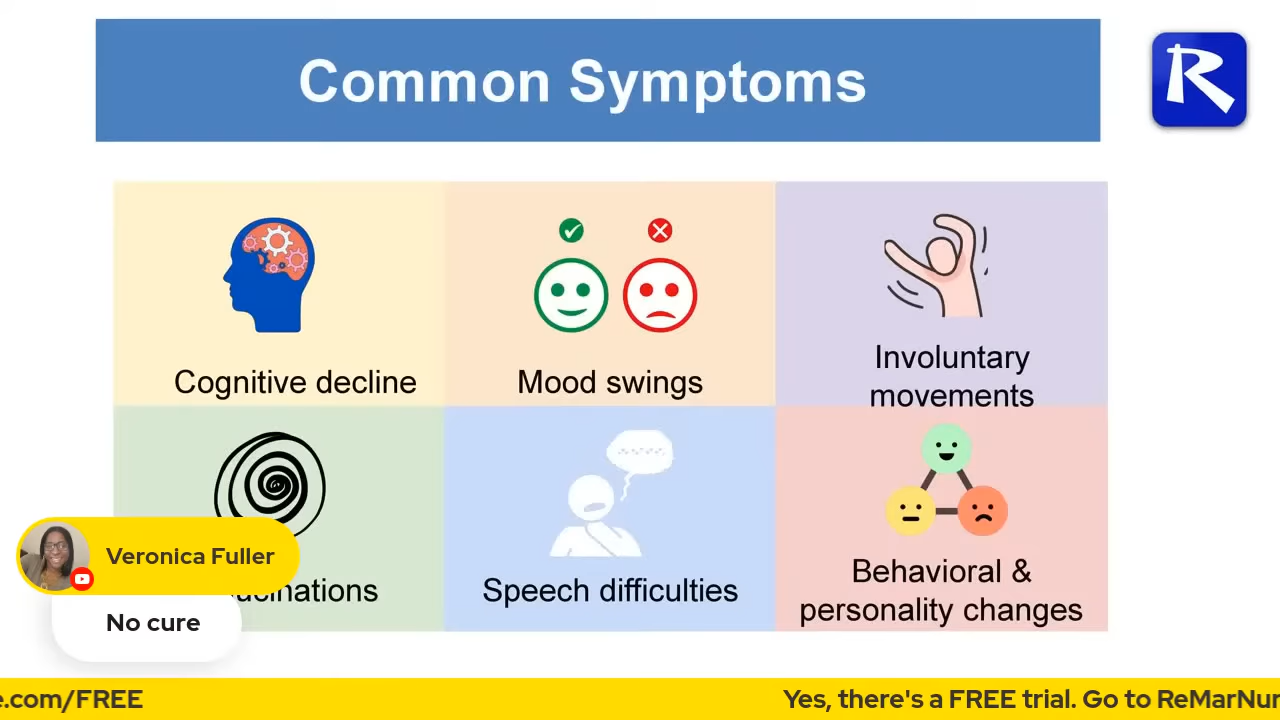 Common Symptoms
R
Cognitive decline
Mood swings
Involuntary
movements
Speech difficulties
Behavioral &
personality changes
Veronica Fuller
No cure
e.com/FREE
Yes, there's a FREE trial. Go to ReMarNur